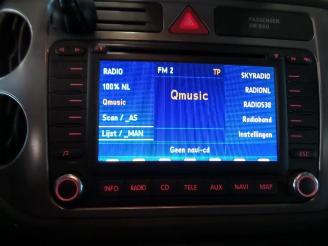 PASSENGER
AIR BAG
RADIO FM 2 TP SKYRADIO
100% NL RADIONL
Qmusic Qmusic RADIO538
Scan / _AS Radioband
Lijst / _MAN Instellingen
Geen navi-cd
ESC
INFO RADIO CD TELE AUX NAVI MAP